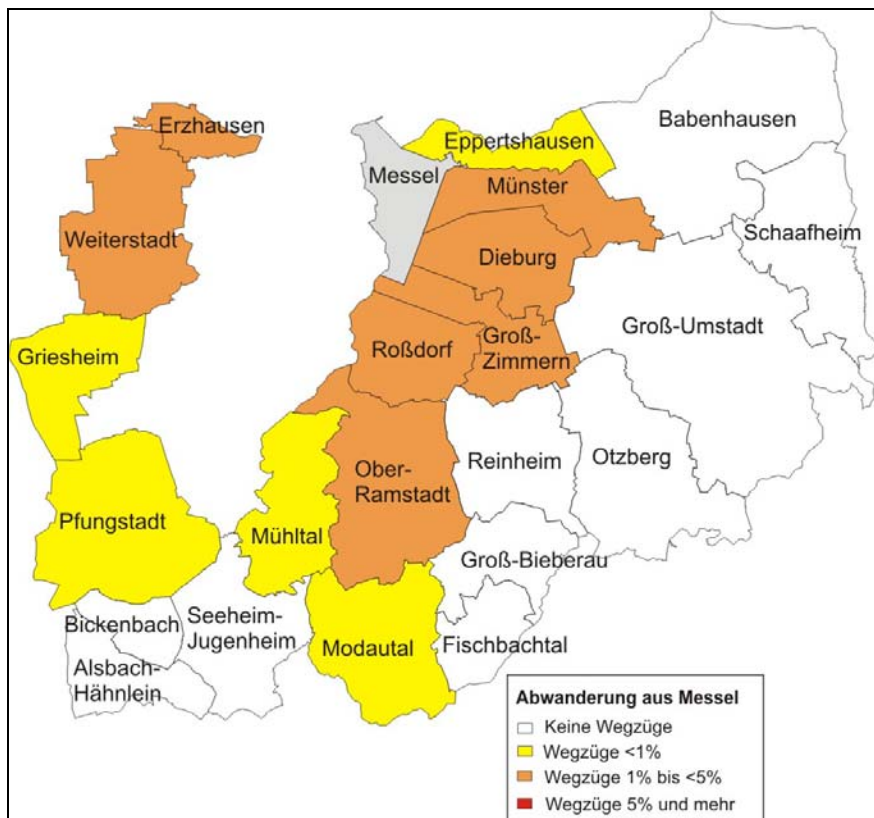 Erzhausen
Babenhausen
Eppertshausen
Messel
Münster
Schaafheim
Weiterstadt
Dieburg
Groß-Umstadt
Griesheim
Roßdorf
Groß-
Zimmern
Reinheim
Otzberg
Ober-
Ramstadt
Pfungstadt
Mühltal
Groß-Bieberau
Bickenbach
Seeheim-
Jugenheim
Modautal
Fischbachtal
Alsbach-
Hähnlein
Abwanderung aus Messel
Keine Wegzüge
Wegzüge <1%
Wegzüge 1% bis <5%
Wegzüge 5% und mehr